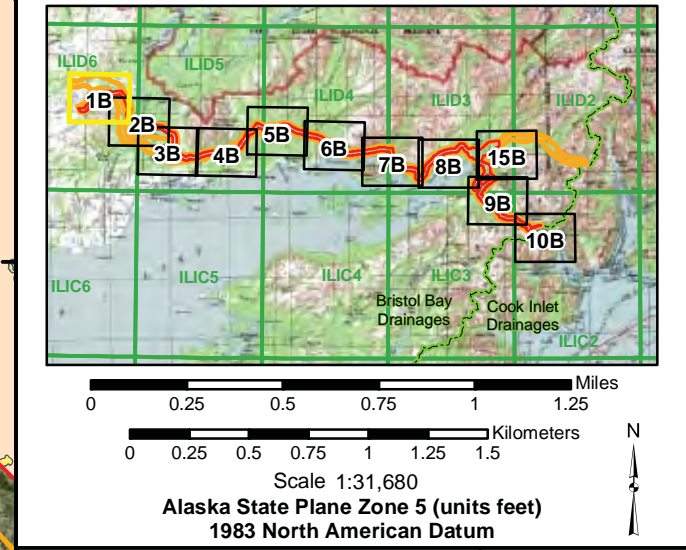 ILID6
ILID5
ILID4
ILID3
ILID2
1B
2B
3B
4B
5B
6B
7B
8B
15B
9B
10B
ILIC6
ILIC5
ILIC4
ILIC3
Bristol Bay
Drainages
Cook Inlet
Drainages
ILIC2
Miles
0 0.25 0.5 0.75 1 1.25
Kilometers
0 0.25 0.5 0.75 1 1.25 1.5
N
Scale 1:31,680
Alaska State Plane Zone 5 (units feet)
1983 North American Datum